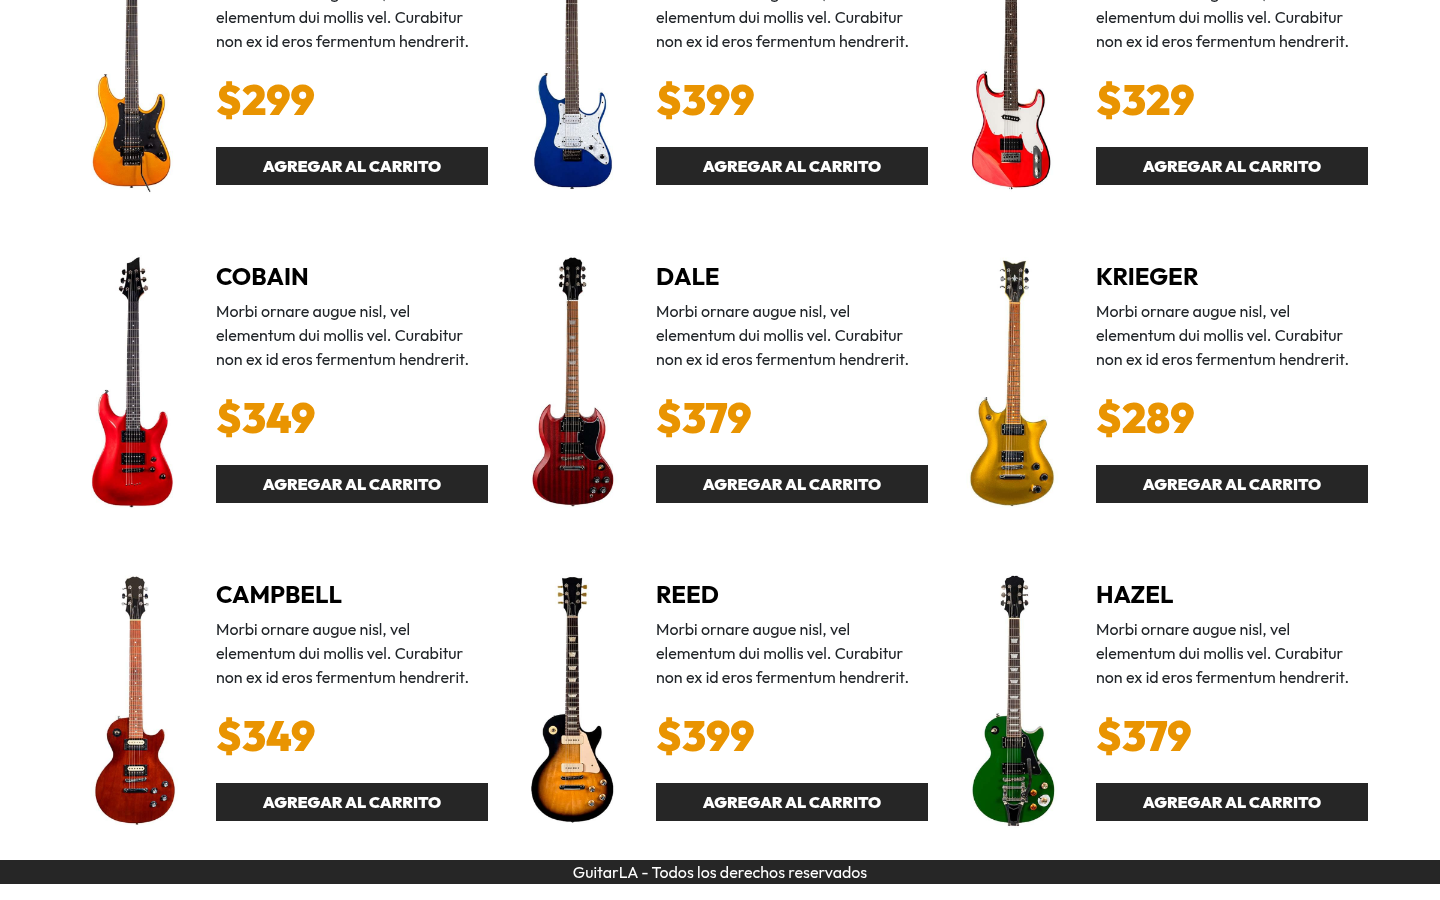 elementum dui mollis vel. Curabitur
non ex id eros fermentum hendrerit.
$299
AGREGAR AL CARRITO
elementum dui mollis vel. Curabitur
non ex id eros fermentum hendrerit.
$399
AGREGAR AL CARRITO
elementum dui mollis vel. Curabitur
non ex id eros fermentum hendrerit.
$329
AGREGAR AL CARRITO
COBAIN
Morbi ornare augue nisl, vel
elementum dui mollis vel. Curabitur
non ex id eros fermentum hendrerit.
$349
AGREGAR AL CARRITO
DALE
Morbi ornare augue nisl, vel
elementum dui mollis vel. Curabitur
non ex id eros fermentum hendrerit.
$379
AGREGAR AL CARRITO
KRIEGER
Morbi ornare augue nisl, vel
elementum dui mollis vel. Curabitur
non ex id eros fermentum hendrerit.
$289
AGREGAR AL CARRITO
CAMPBELL
Morbi ornare augue nisl, vel
elementum dui mollis vel. Curabitur
non ex id eros fermentum hendrerit.
$349
AGREGAR AL CARRITO
REED
Morbi ornare augue nisl, vel
elementum dui mollis vel. Curabitur
non ex id eros fermentum hendrerit.
$399
AGREGAR AL CARRITO
HAZEL
Morbi ornare augue nisl, vel
elementum dui mollis vel. Curabitur
non ex id eros fermentum hendrerit.
$379
AGREGAR AL CARRITO
GuitarLA - Todos los derechos reservados